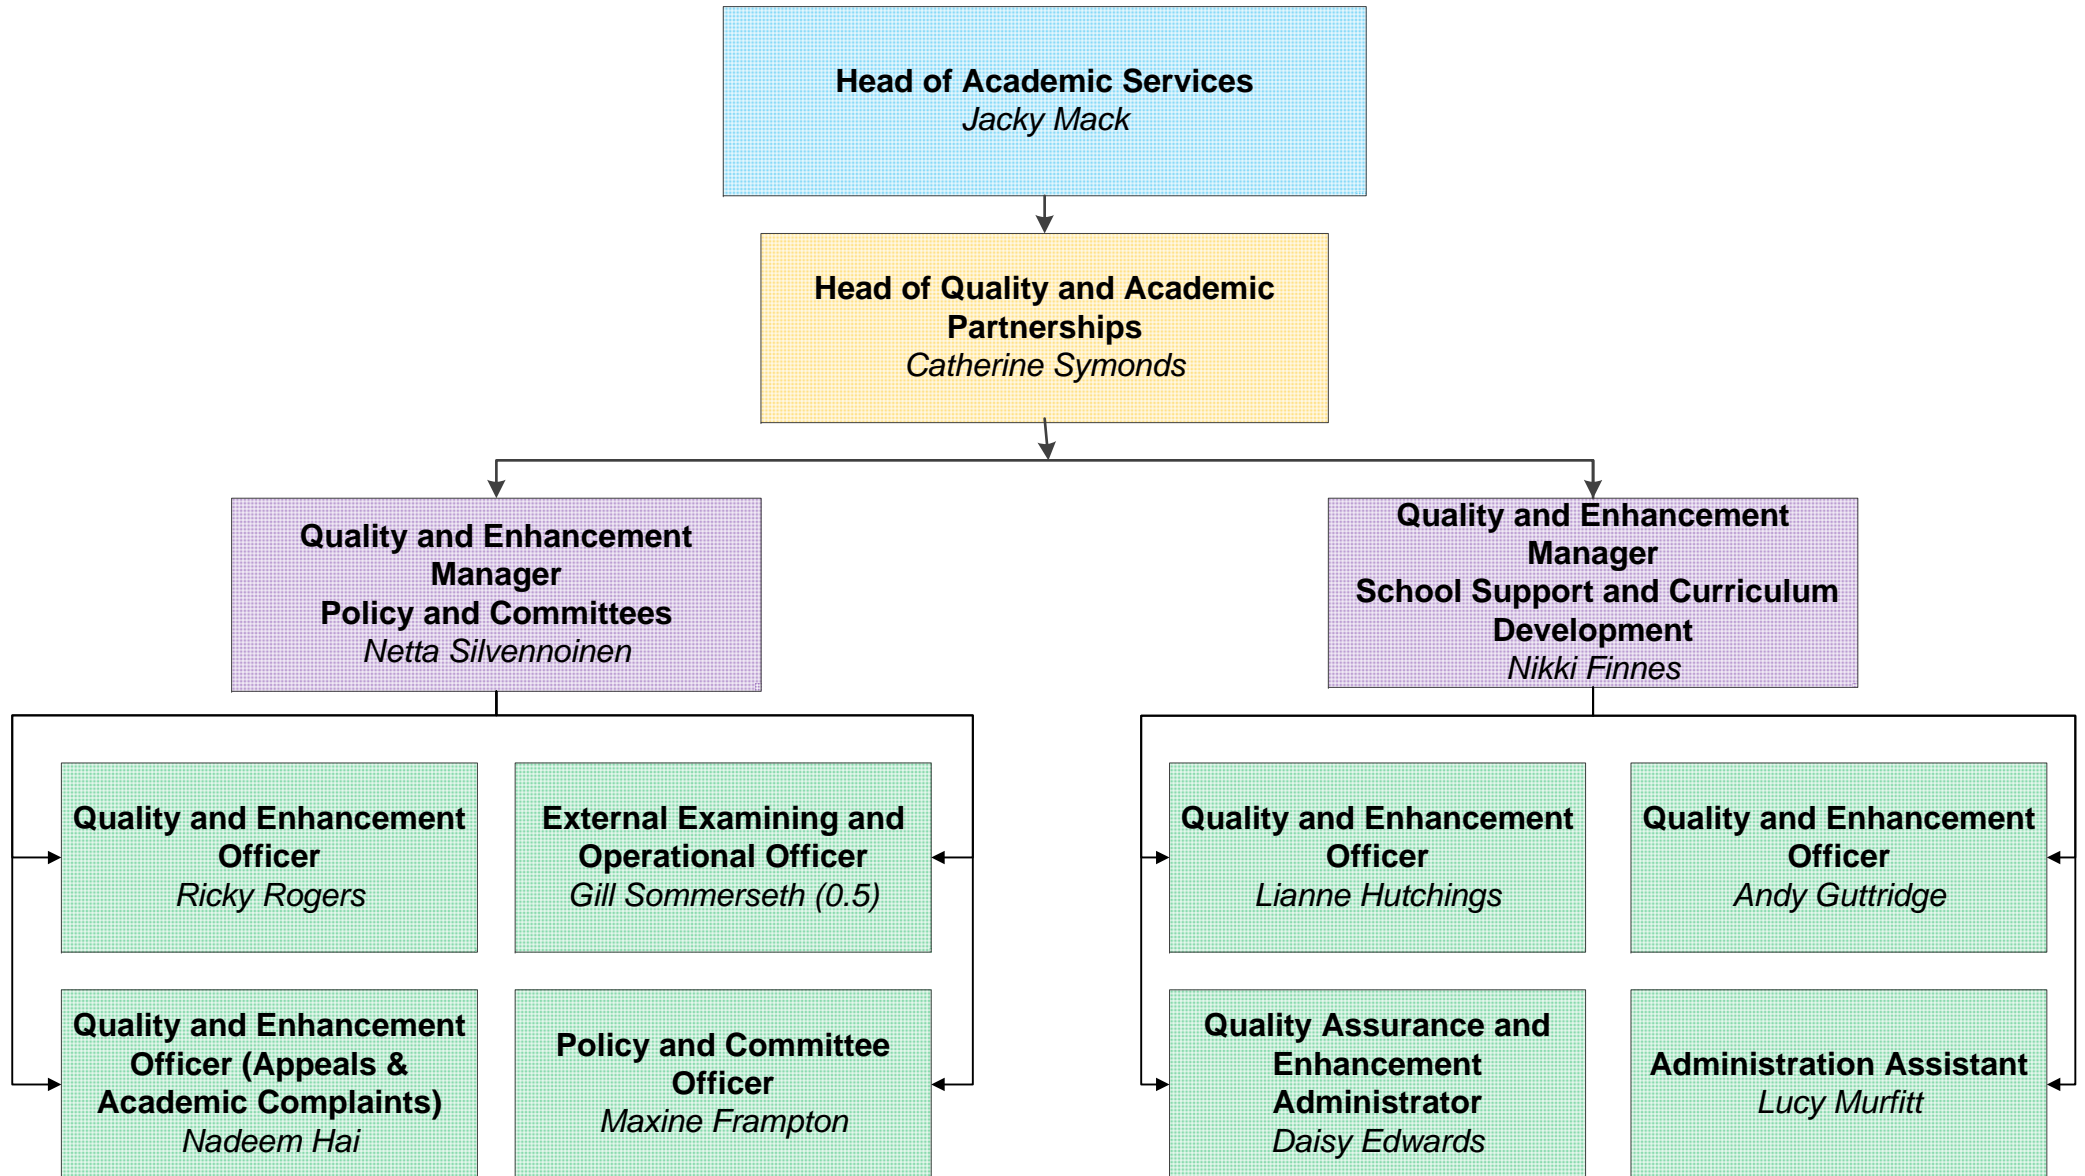 Head of Academic Services
Jacky Mack
Head of Quality and Academic
Partnerships
Catherine Symonds
Quality and Enhancement
Manager
Policy and Committees
Netta Silvennoinen
Quality and Enhancement
Manager
School Support and Curriculum
Development
Nikki Finnes
Quality and Enhancement
Officer
Ricky Rogers
External Examining and
Operational Officer
Gill Sommerseth (0.5)
Quality and Enhancement
Officer
Lianne Hutchings
Quality and Enhancement
Officer
Andy Guttridge
Quality and Enhancement
Officer (Appeals &
Academic Complaints)
Nadeem Hai
Policy and Committee
Officer
Maxine Frampton
Quality Assurance and
Enhancement
Administrator
Daisy Edwards
Administration Assistant
Lucy Murfitt